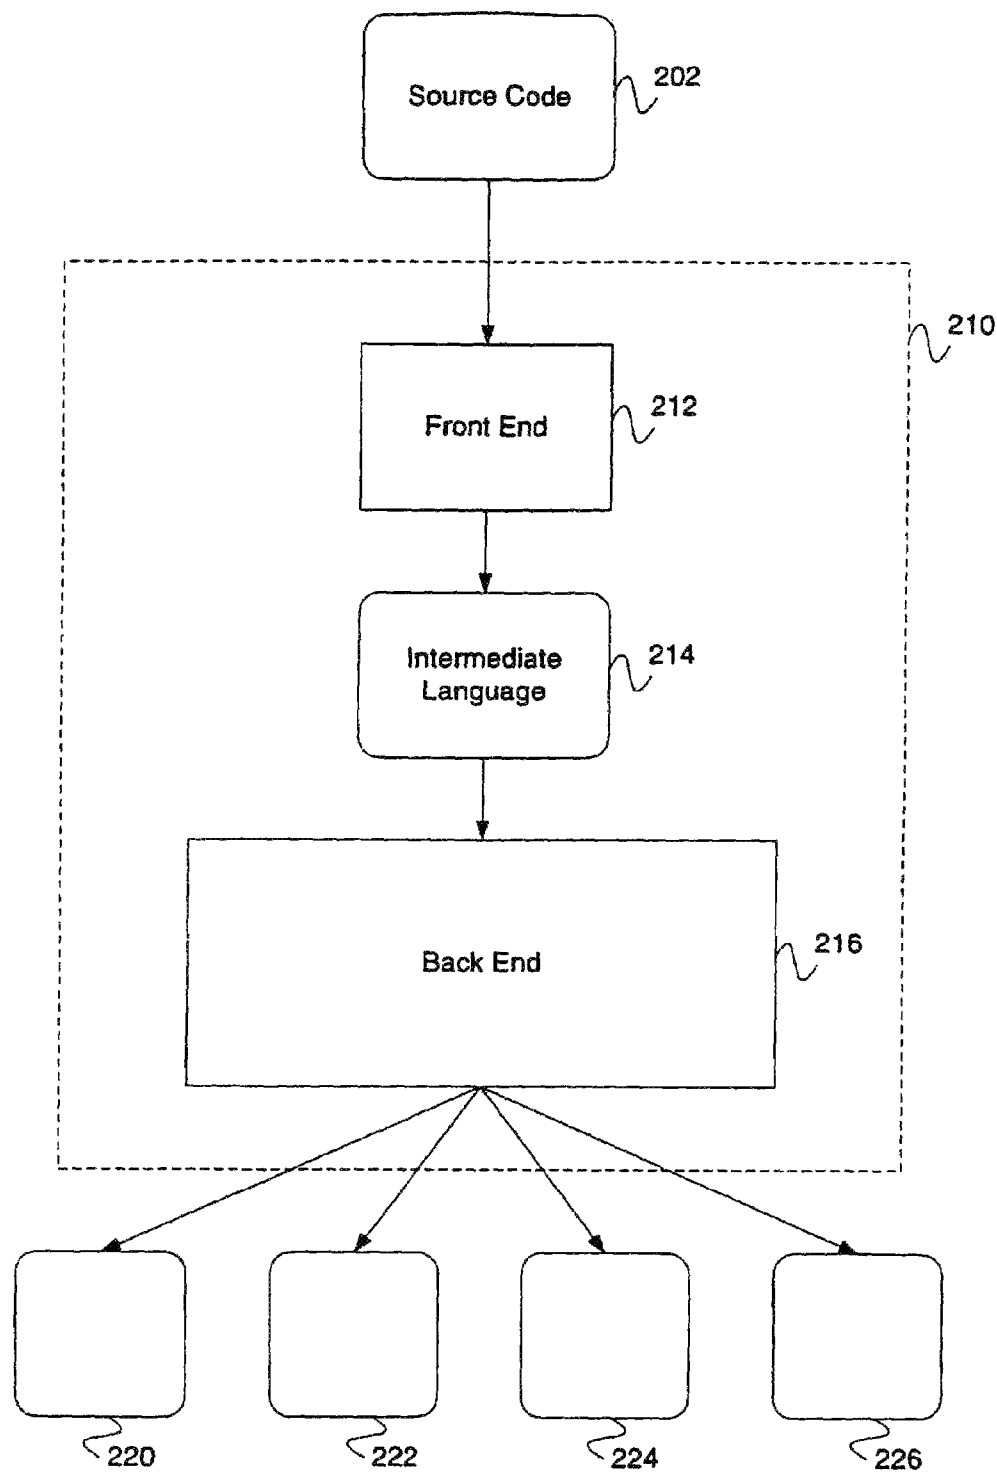 Source Code
202
210
Front End
212
Intermediate
Language
214
Back End
216
220
222
224
226